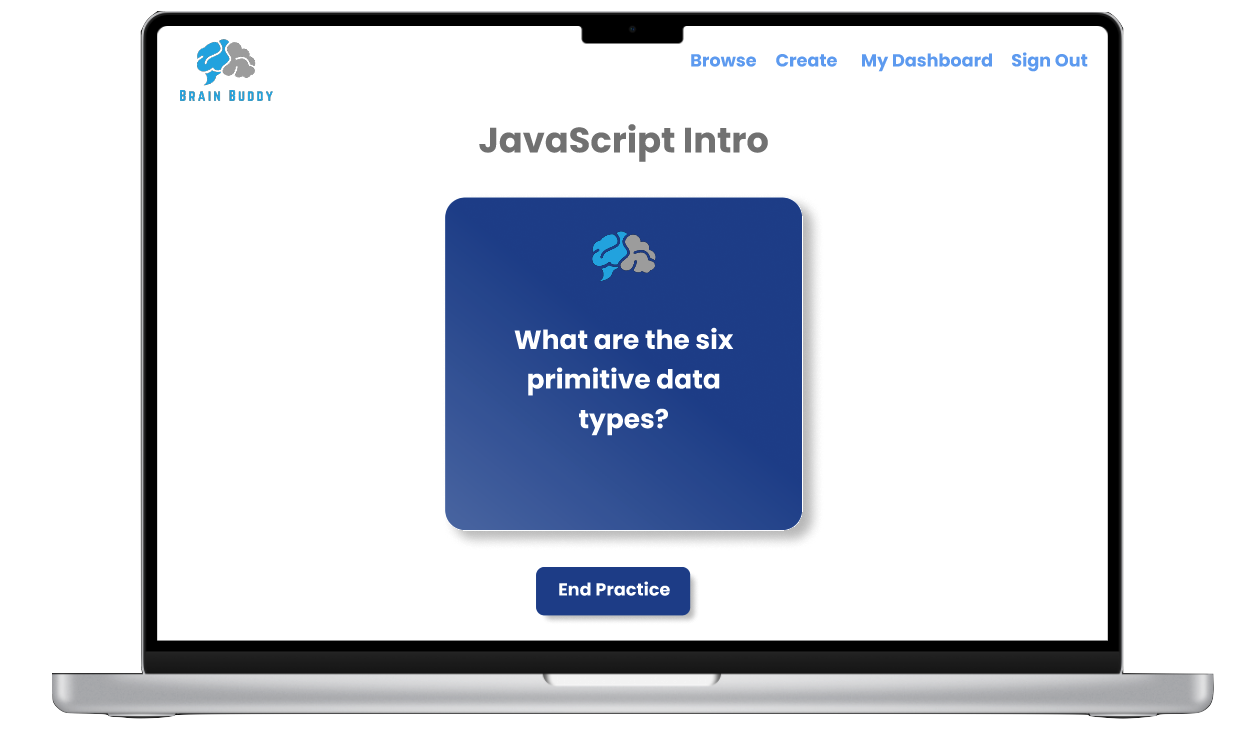 BRAIN BUDDY
Browse Create My Dashboard Sign Out
JavaScript Intro
What are the six
primitive data
types?
End Practice